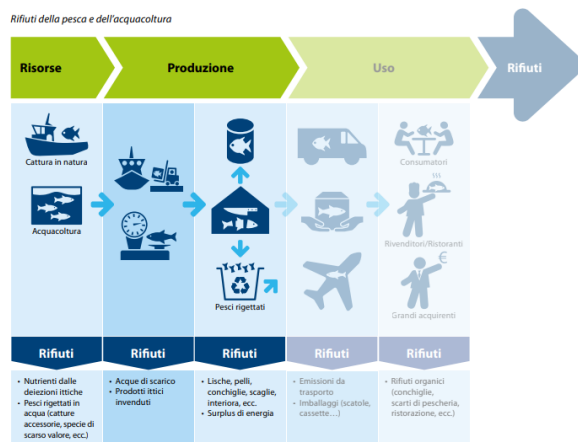 Rifiuti della pesca e dell'acquacoltura
Risorse
Produzione
Uso
Rifiuti
Cattura in natura
Acquacoltura
Pesci rigettati
Consumatori
Rivenditori/Ristoranti
€
Grandi acquirenti
Rifiuti
Rifiuti
Rifiuti
Rifiuti
Rifiuti
• Nutrienti dalle
deiezioni ittiche
• Pesci rigettati in
acqua (catture
accessorie, specie di
scarso valore, ecc.)
• Acque di scarico
• Prodotti ittici
invenduti
• Lische, pelli,
conchiglie, scaglie,
interiora, ecc.
• Surplus di energia
• Emissioni da
trasporto
• Imballaggi (scatole,
cassette…)
• Rifiuti organici
(conchiglie,
scarti di pescheria,
ristorazione, ecc.)